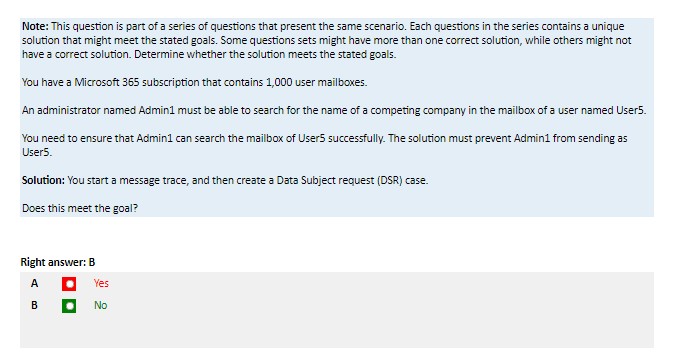 Note: This question is part of a series of questions that present the same scenario. Each questions in the series contains a unique
solution that might meet the stated goals. Some questions sets might have more than one correct solution, while others might not
have a correct solution. Determine whether the solution meets the stated goals.
You have a Microsoft 365 subscription that contains 1,000 user mailboxes.
An administrator named Admin1 must be able to search for the name of a competing company in the mailbox of a user named User5.
You need to ensure that Admin1 can search the mailbox of User5 successfully. The solution must prevent Admin1 from sending as
User5.
Solution: You start a message trace, and then create a Data Subject request (DSR) case.
Does this meet the goal?
Right answer: B
A Yes
B No